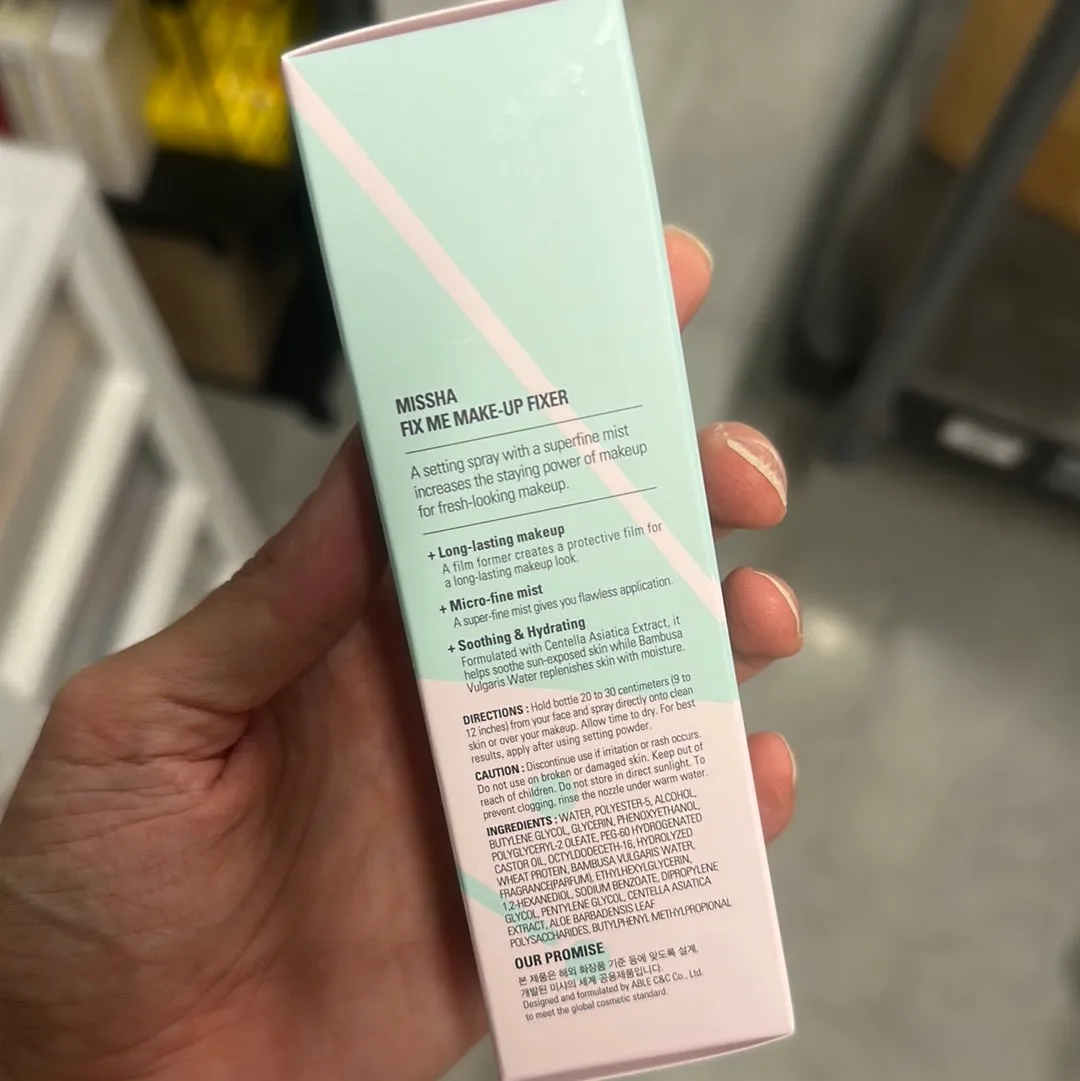 MISSHA
FIX ME MAKE-UP FIXER
A setting spray with a superfine mist
increases the staying power of makeup
for fresh-looking makeup.
+ Long-lasting makeup
A film former creates a protective film for
a long-lasting makeup look.
+ Micro-fine mist
A super-fine mist gives you flawless application.
+ Soothing & Hydrating
Formulated with Centella Asiatica Extract, it
helps soothe sun-exposed skin while Bambusa
Vulgaris Water replenishes skin with moisture.
DIRECTIONS : Hold bottle 20 to 30 centimeters (9 to
12 inches) from your face and spray directly onto clean
skin or over your makeup. Allow time to dry. For best
results, apply after using setting powder.
CAUTION : Discontinue use if irritation or rash occurs.
Do not use on broken or damaged skin. Keep out of
reach of children. Do not store in direct sunlight. To
prevent clogging, rinse the nozzle under warm water.
INGREDIENTS : WATER, POLYESTER-5, ALCOHOL,
BUTYLENE GLYCOL, GLYCERIN, PHENOXYETHANOL,
POLYGLYCERYL-2 OLEATE, PEG-60 HYDROGENATED
CASTOR OIL, OCTYLDODECETH-16, HYDROLYZED
WHEAT PROTEIN, BAMBUSA VULGARIS WATER,
FRAGRANCE(PARFUM), ETHYLHEXYLGLYCERIN,
1,2-HEXANEDIOL, SODIUM BENZOATE, DIPROPYLENE
GLYCOL, PENTYLENE GLYCOL, CENTELLA ASIATICA
EXTRACT, ALOE BARBADENSIS LEAF
POLYSACCHARIDES, BUTYLPHENYL METHYLPROPIONAL
OUR PROMISE
본 제품은 해외 화장품 기준 등에 맞도록 설계,
개발된 미샤의 세계 공용제품입니다.
Designed and formulated by ABLE C&C Co., Ltd.
to meet the global cosmetic standard.